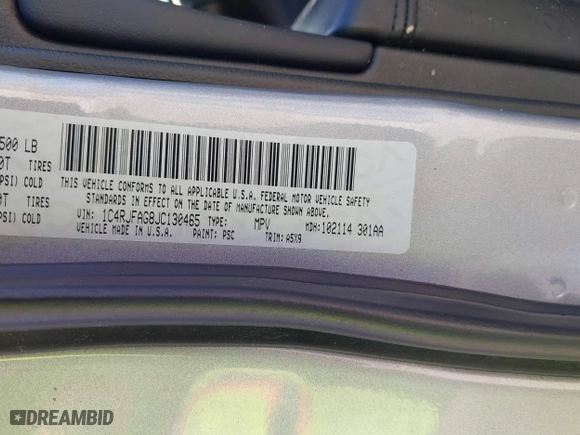 500 LB
0T TIRES
PSI) COLD
0T TIRES
PSI) COLD
THIS VEHICLE CONFORMS TO ALL APPLICABLE U.S.A. FEDERAL MOTOR VEHICLE SAFETY
STANDARDS IN EFFECT ON THE DATE OF MANUFACTURE SHOWN ABOVE.
VIN: 1C4RJFAG8JC130465 TYPE: MPV MDH:102114 301AA
MADE IN U.S.A. PAINT: PSC TRIM: A5X9
DREAMBID